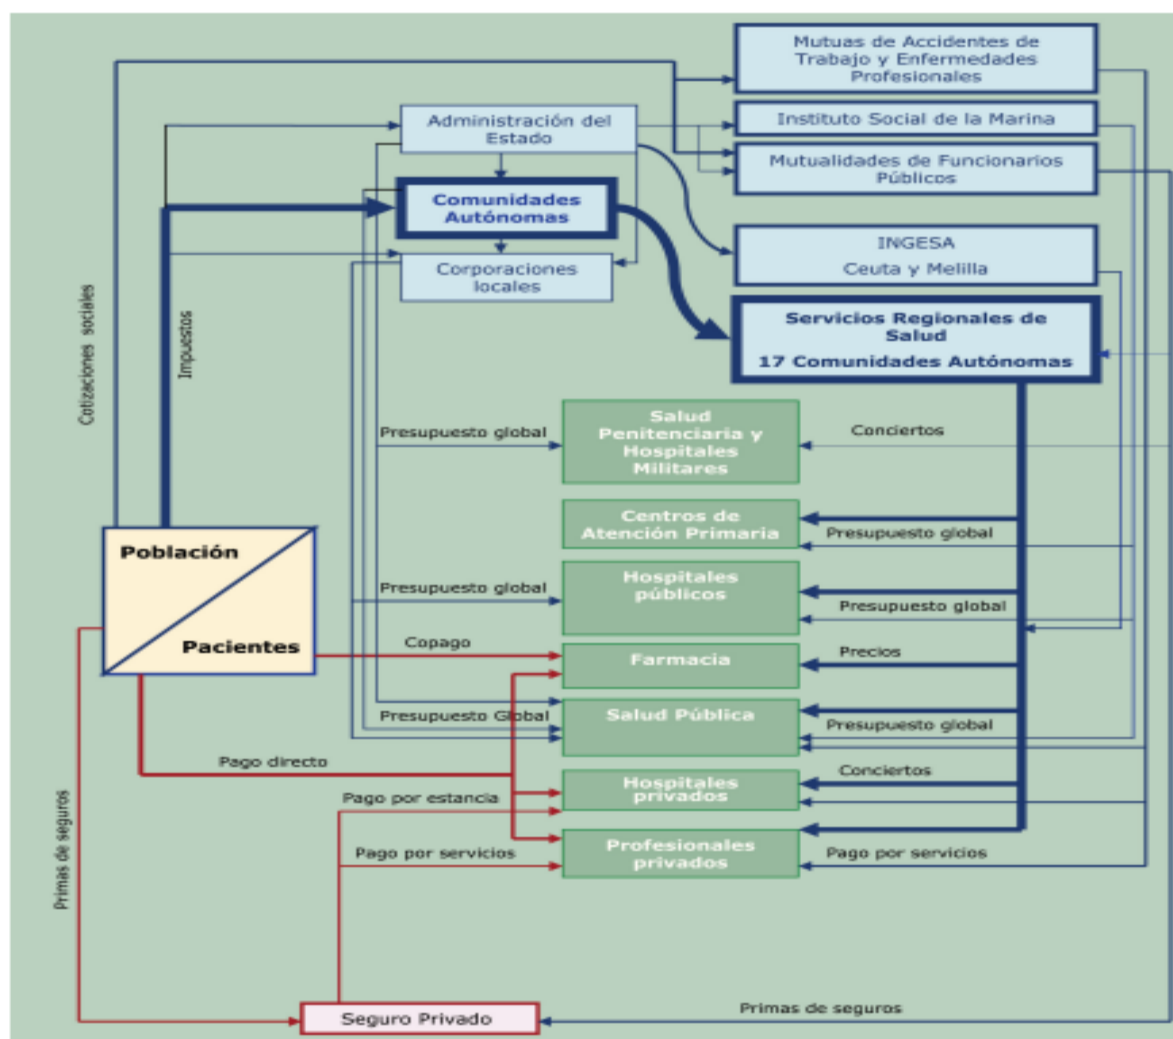 Mutuas de Accidentes de
Trabajo y Enfermedades
Profesionales
Administración del
Estado
Instituto Social de la Marina
Mutualidades de Funcionarios
Públicos
Comunidades
Autónomas
INGESA
Ceuta y Melilla
Corporaciones
locales
Cotizaciones sociales
Impuestos
Servicios Regionales de
Salud
17 Comunidades Autónomas
Presupuesto global
Salud
Penitenciaria y
Hospitales
Militares
Conciertos
Centros de
Atención Primaria
Presupuesto global
Población
Pacientes
Presupuesto global
Hospitales
públicos
Presupuesto global
Copago
Farmacia
Precios
Presupuesto Global
Salud Pública
Presupuesto global
Pago directo
Hospitales
privados
Conciertos
Pago por estancia
Primas de seguros
Pago por servicios
Profesionales
privados
Pago por servicios
Seguro Privado
Primas de seguros